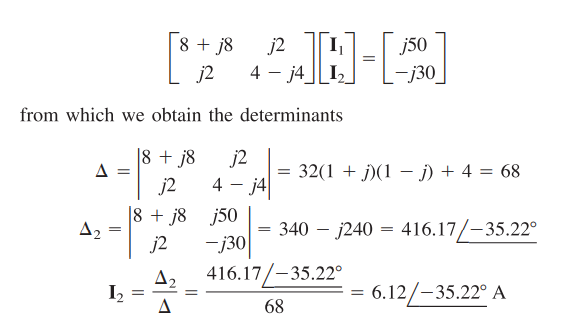 [8 + j8  j2] [I₁] = [j50]
[j2  4 − j4] [I₂] [−j30]
from which we obtain the determinants
Δ = |8 + j8  j2; j2  4 − j4| = 32(1 + j)(1 − j) + 4 = 68
Δ₂ = |8 + j8  j50; j2  −j30| = 340 − j240 = 416.17∠−35.22°
I₂ = Δ₂/Δ = 416.17∠−35.22°/68 = 6.12∠−35.22° A